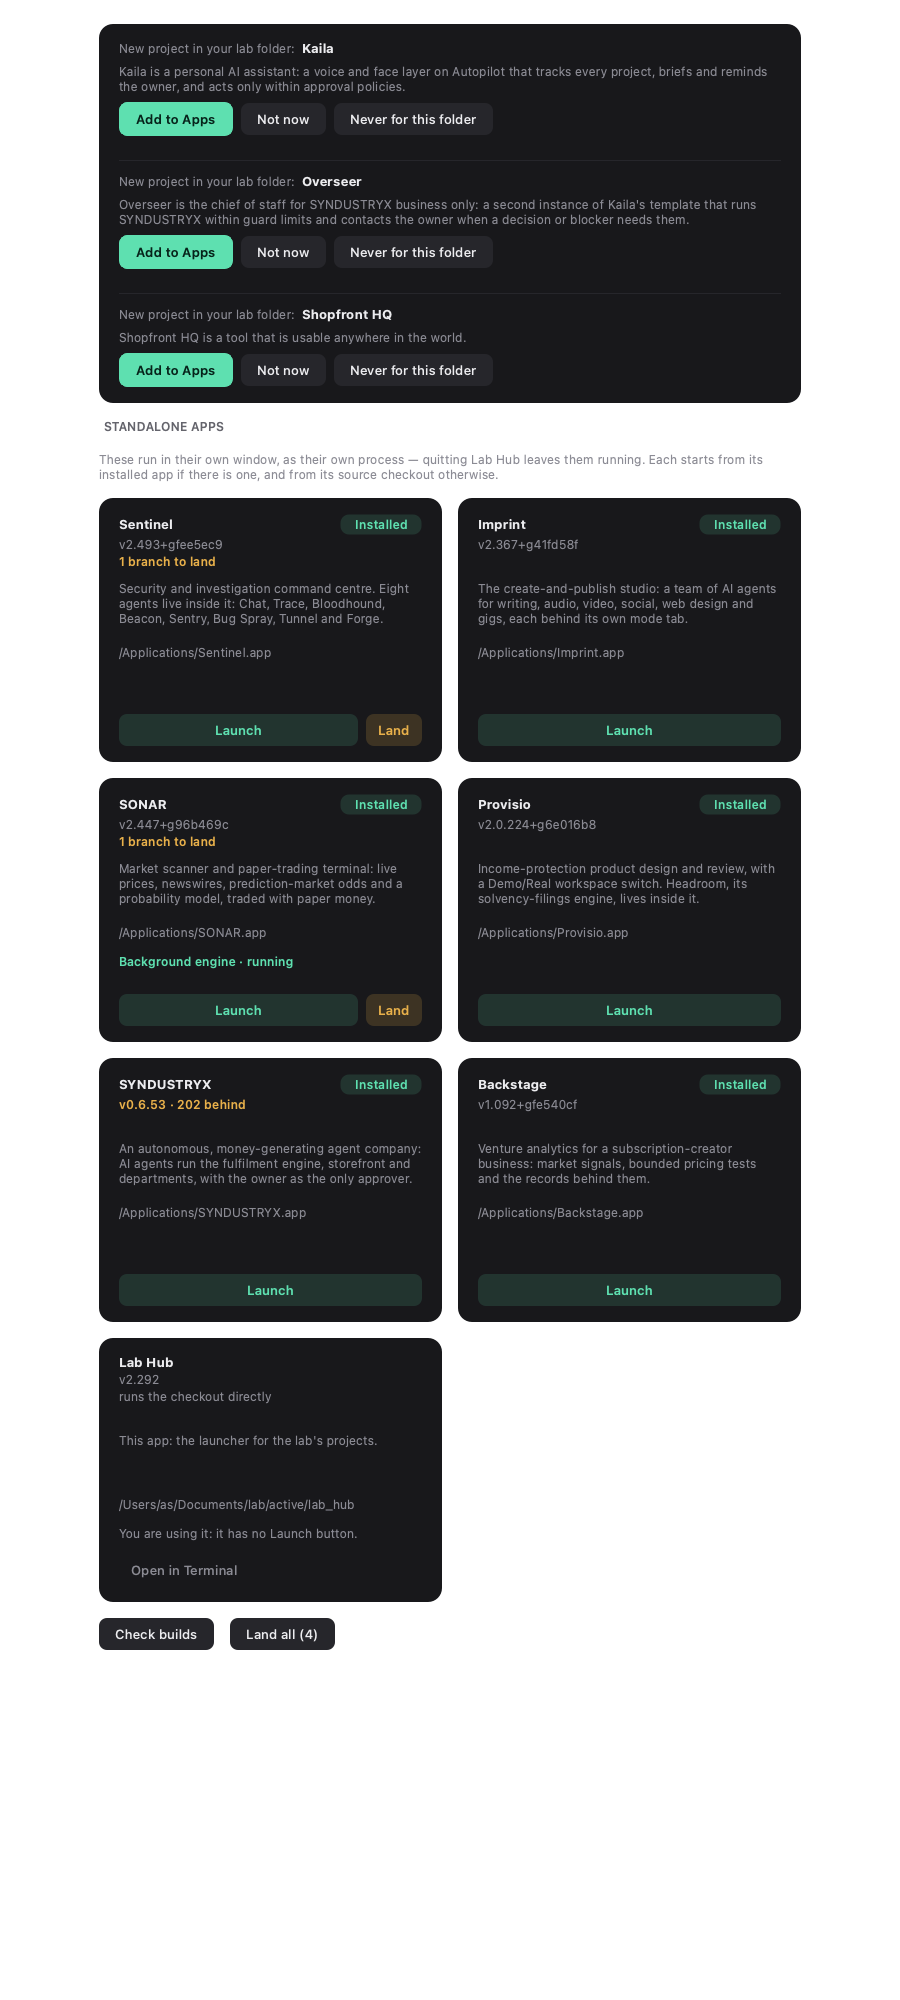 New project in your lab folder: Kaila
Kaila is a personal AI assistant: a voice and face layer on Autopilot that tracks every project, briefs and reminds
the owner, and acts only within approval policies.
Add to Apps Not now Never for this folder
New project in your lab folder: Overseer
Overseer is the chief of staff for SYNDUSTRYX business only: a second instance of Kaila's template that runs
SYNDUSTRYX within guard limits and contacts the owner when a decision or blocker needs them.
Add to Apps Not now Never for this folder
New project in your lab folder: Shopfront HQ
Shopfront HQ is a tool that is usable anywhere in the world.
Add to Apps Not now Never for this folder
STANDALONE APPS
These run in their own window, as their own process — quitting Lab Hub leaves them running. Each starts from its
installed app if there is one, and from its source checkout otherwise.
Sentinel Installed
v2.493+gfee5ec9
1 branch to land
Security and investigation command centre. Eight
agents live inside it: Chat, Trace, Bloodhound,
Beacon, Sentry, Bug Spray, Tunnel and Forge.
/Applications/Sentinel.app
Launch Land
Imprint Installed
v2.367+g41fd58f
The create-and-publish studio: a team of AI agents
for writing, audio, video, social, web design and
gigs, each behind its own mode tab.
/Applications/Imprint.app
Launch
SONAR Installed
v2.447+g96b469c
1 branch to land
Market scanner and paper-trading terminal: live
prices, newswires, prediction-market odds and a
probability model, traded with paper money.
/Applications/SONAR.app
Background engine · running
Launch Land
Provisio Installed
v2.0.224+g6e016b8
Income-protection product design and review, with
a Demo/Real workspace switch. Headroom, its
solvency-filings engine, lives inside it.
/Applications/Provisio.app
Launch
SYNDUSTRYX Installed
v0.6.53 · 202 behind
An autonomous, money-generating agent company:
AI agents run the fulfilment engine, storefront and
departments, with the owner as the only approver.
/Applications/SYNDUSTRYX.app
Launch
Backstage Installed
v1.092+gfe540cf
Venture analytics for a subscription-creator
business: market signals, bounded pricing tests
and the records behind them.
/Applications/Backstage.app
Launch
Lab Hub
v2.292
runs the checkout directly
This app: the launcher for the lab's projects.
/Users/as/Documents/lab/active/lab_hub
You are using it: it has no Launch button.
Open in Terminal
Check builds Land all (4)